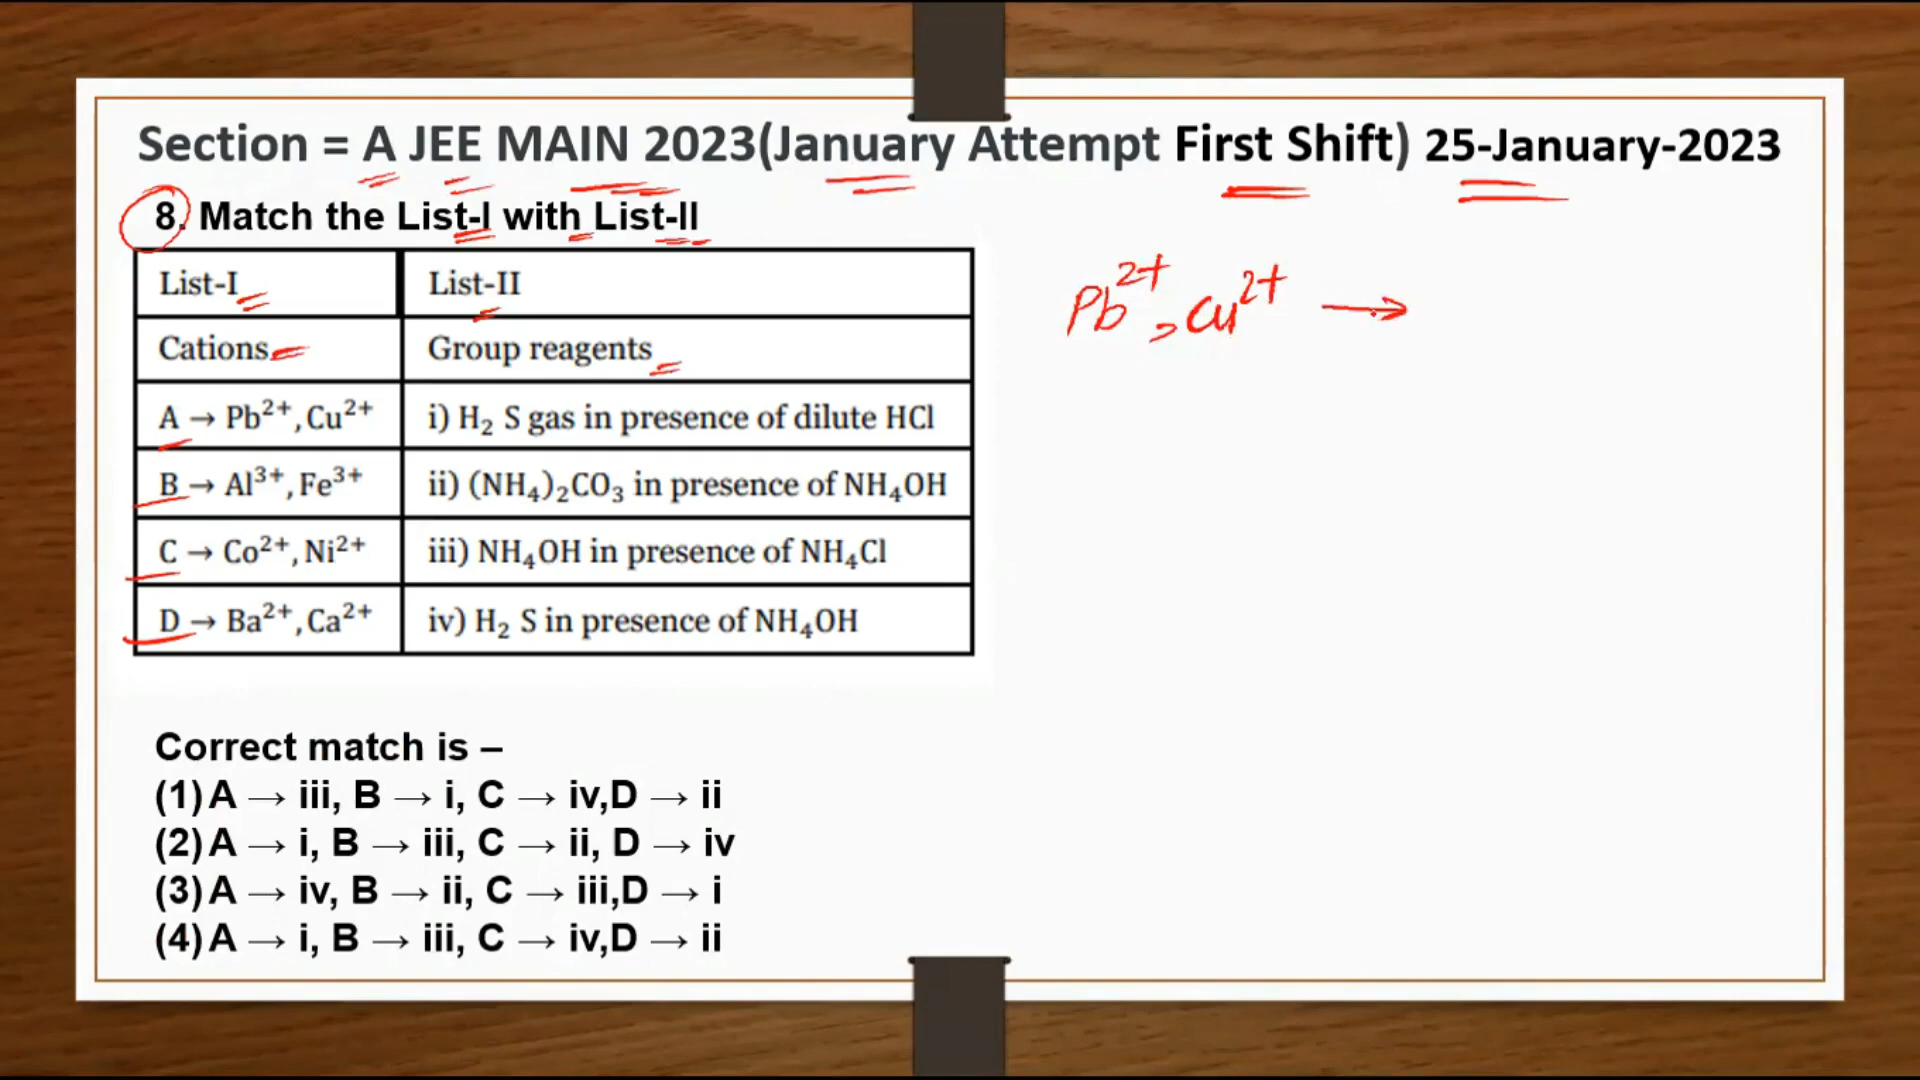 Section = A JEE MAIN 2023(January Attempt First Shift) 25-January-2023
8. Match the List-I with List-II
List-I List-II
Cations Group reagents
A → Pb²⁺,Cu²⁺ i) H₂ S gas in presence of dilute HCl
B → Al³⁺,Fe³⁺ ii) (NH₄)₂CO₃ in presence of NH₄OH
C → Co²⁺,Ni²⁺ iii) NH₄OH in presence of NH₄Cl
D → Ba²⁺,Ca²⁺ iv) H₂ S in presence of NH₄OH
Pb²⁺, Cu²⁺ →
Correct match is –
(1)A → iii, B → i, C → iv,D → ii
(2)A → i, B → iii, C → ii, D → iv
(3)A → iv, B → ii, C → iii,D → i
(4)A → i, B → iii, C → iv,D → ii